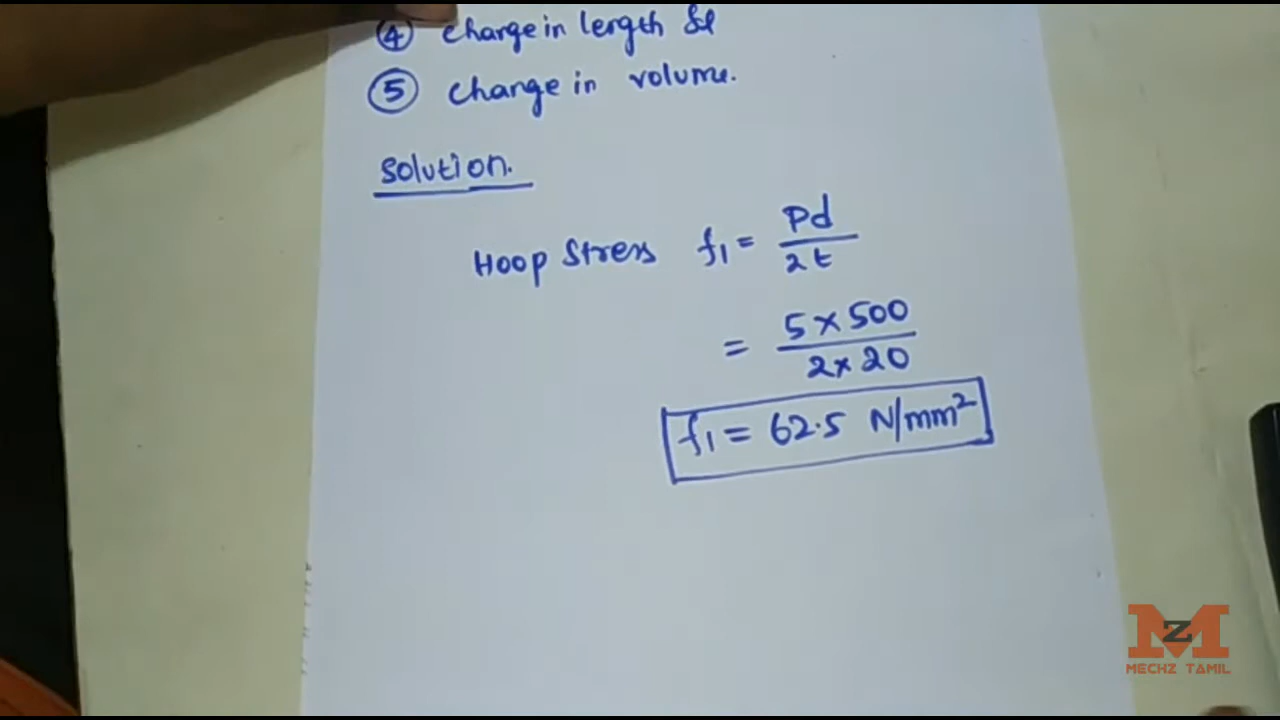 ④ change in length δl
⑤ change in volume.
Solution.
Hoop Stress f₁ = Pd / 2t
= 5 × 500 / 2 × 20
f₁ = 62.5 N/mm²
MZ
MECHZ TAMIL